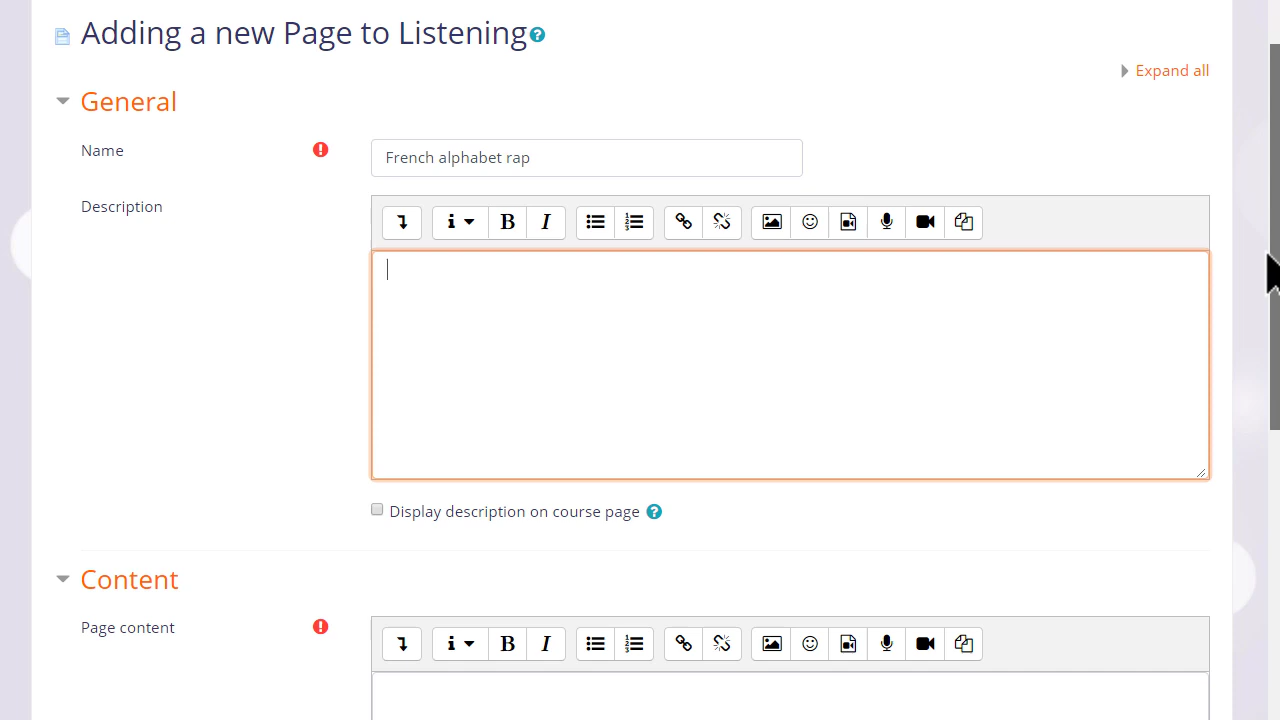 Adding a new Page to Listening
Expand all
General
Name
French alphabet rap
Description
Display description on course page
Content
Page content